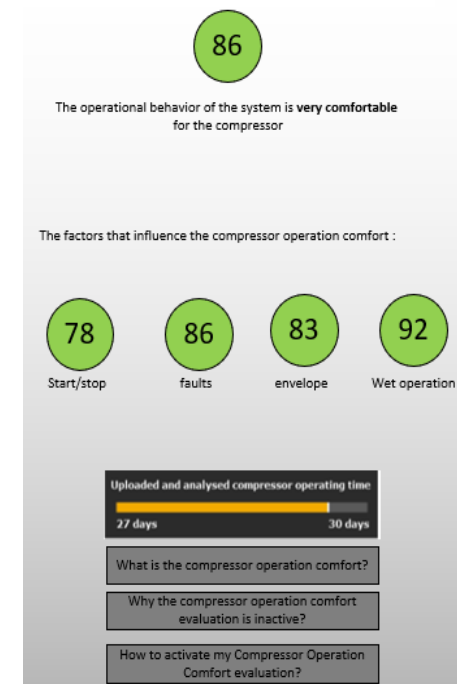 86
The operational behavior of the system is very comfortable
for the compressor
The factors that influence the compressor operation comfort :
78 86 83 92
Start/stop faults envelope Wet operation
Uploaded and analysed compressor operating time
27 days 30 days
What is the compressor operation comfort?
Why the compressor operation comfort
evaluation is inactive?
How to activate my Compressor Operation
Comfort evaluation?